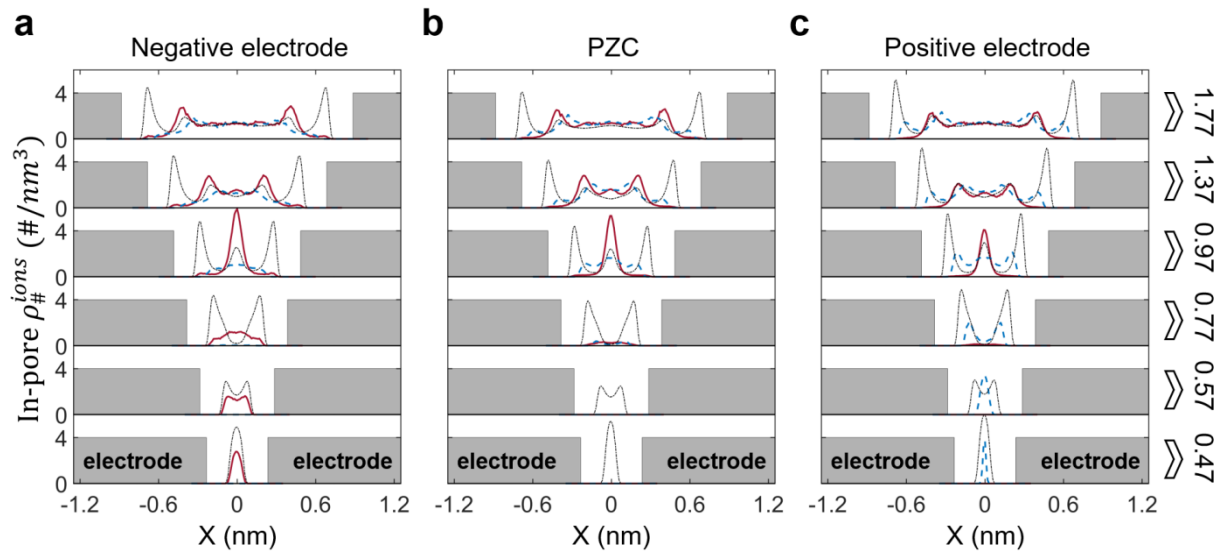 a
Negative electrode
b
PZC
c
Positive electrode
In-pore ρ_#^{ions} (#/nm³)
4
0
4
0
4
0
4
0
4
0
4
0
1.77
1.37
0.97
0.77
0.57
0.47
electrode electrode
electrode electrode
electrode electrode
-1.2 -0.6 0 0.6 1.2
-1.2 -0.6 0 0.6 1.2
-1.2 -0.6 0 0.6 1.2
X (nm)
X (nm)
X (nm)